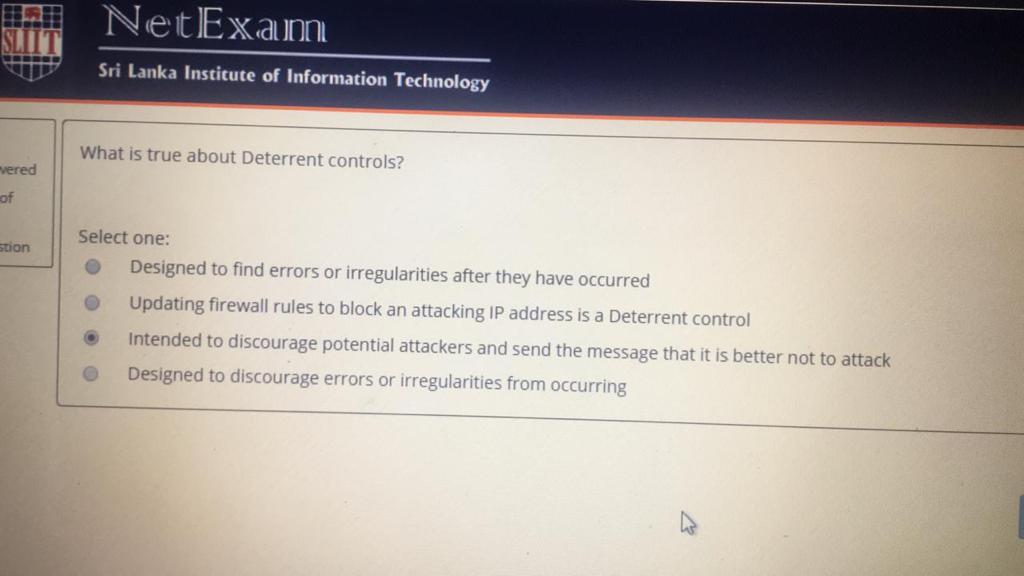 SLIIT
NetExam
Sri Lanka Institute of Information Technology
wered
of
stion
What is true about Deterrent controls?
Select one:
Designed to find errors or irregularities after they have occurred
Updating firewall rules to block an attacking IP address is a Deterrent control
Intended to discourage potential attackers and send the message that it is better not to attack
Designed to discourage errors or irregularities from occurring